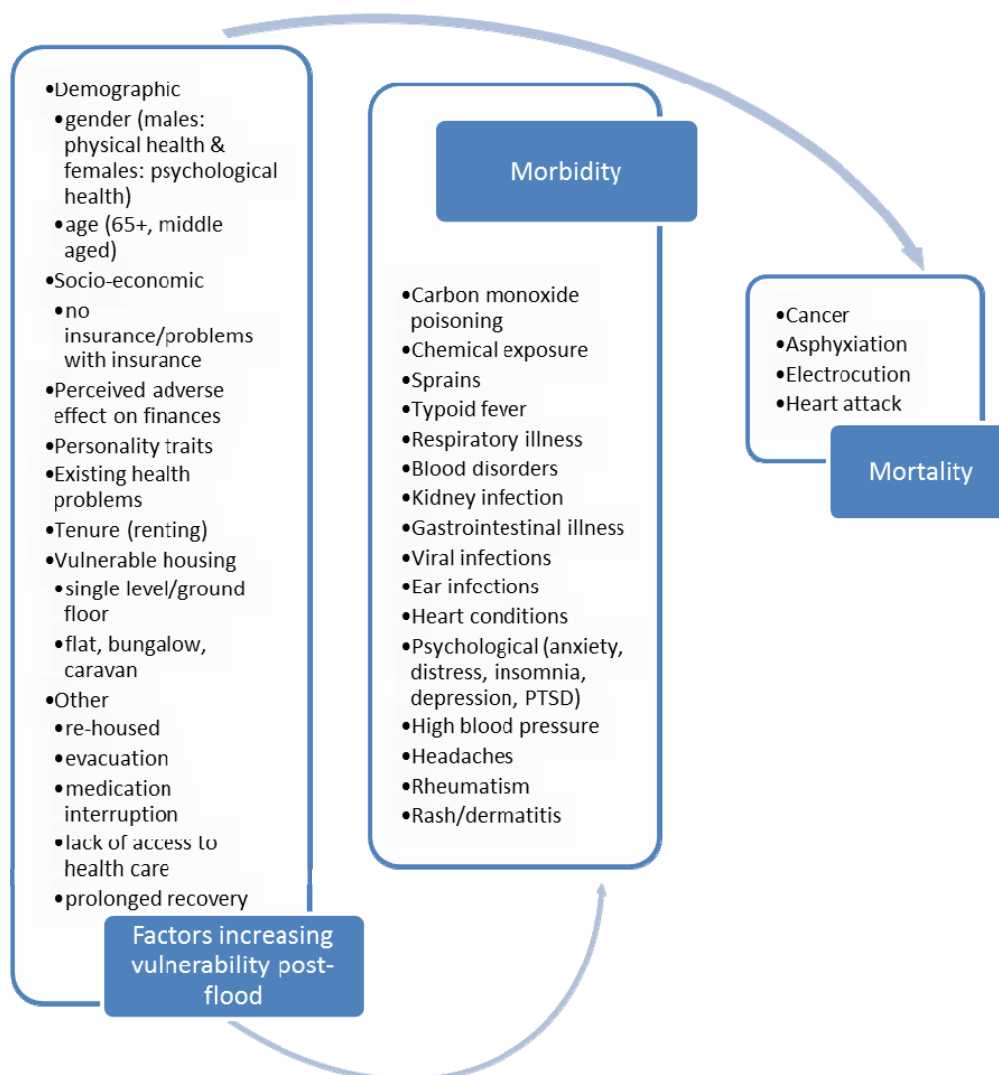 •Demographic
•gender (males:
physical health &
females: psychological
health)
•age (65+, middle
aged)
•Socio-economic
•no
insurance/problems
with insurance
•Perceived adverse
effect on finances
•Personality traits
•Existing health
problems
•Tenure (renting)
•Vulnerable housing
•single level/ground
floor
•flat, bungalow,
caravan
•Other
•re-housed
•evacuation
•medication
interruption
•lack of access to
health care
•prolonged recovery
Factors increasing
vulnerability post-
flood
Morbidity
•Carbon monoxide
poisoning
•Chemical exposure
•Sprains
•Typoid fever
•Respiratory illness
•Blood disorders
•Kidney infection
•Gastrointestinal illness
•Viral infections
•Ear infections
•Heart conditions
•Psychological (anxiety,
distress, insomnia,
depression, PTSD)
•High blood pressure
•Headaches
•Rheumatism
•Rash/dermatitis
•Cancer
•Asphyxiation
•Electrocution
•Heart attack
Mortality